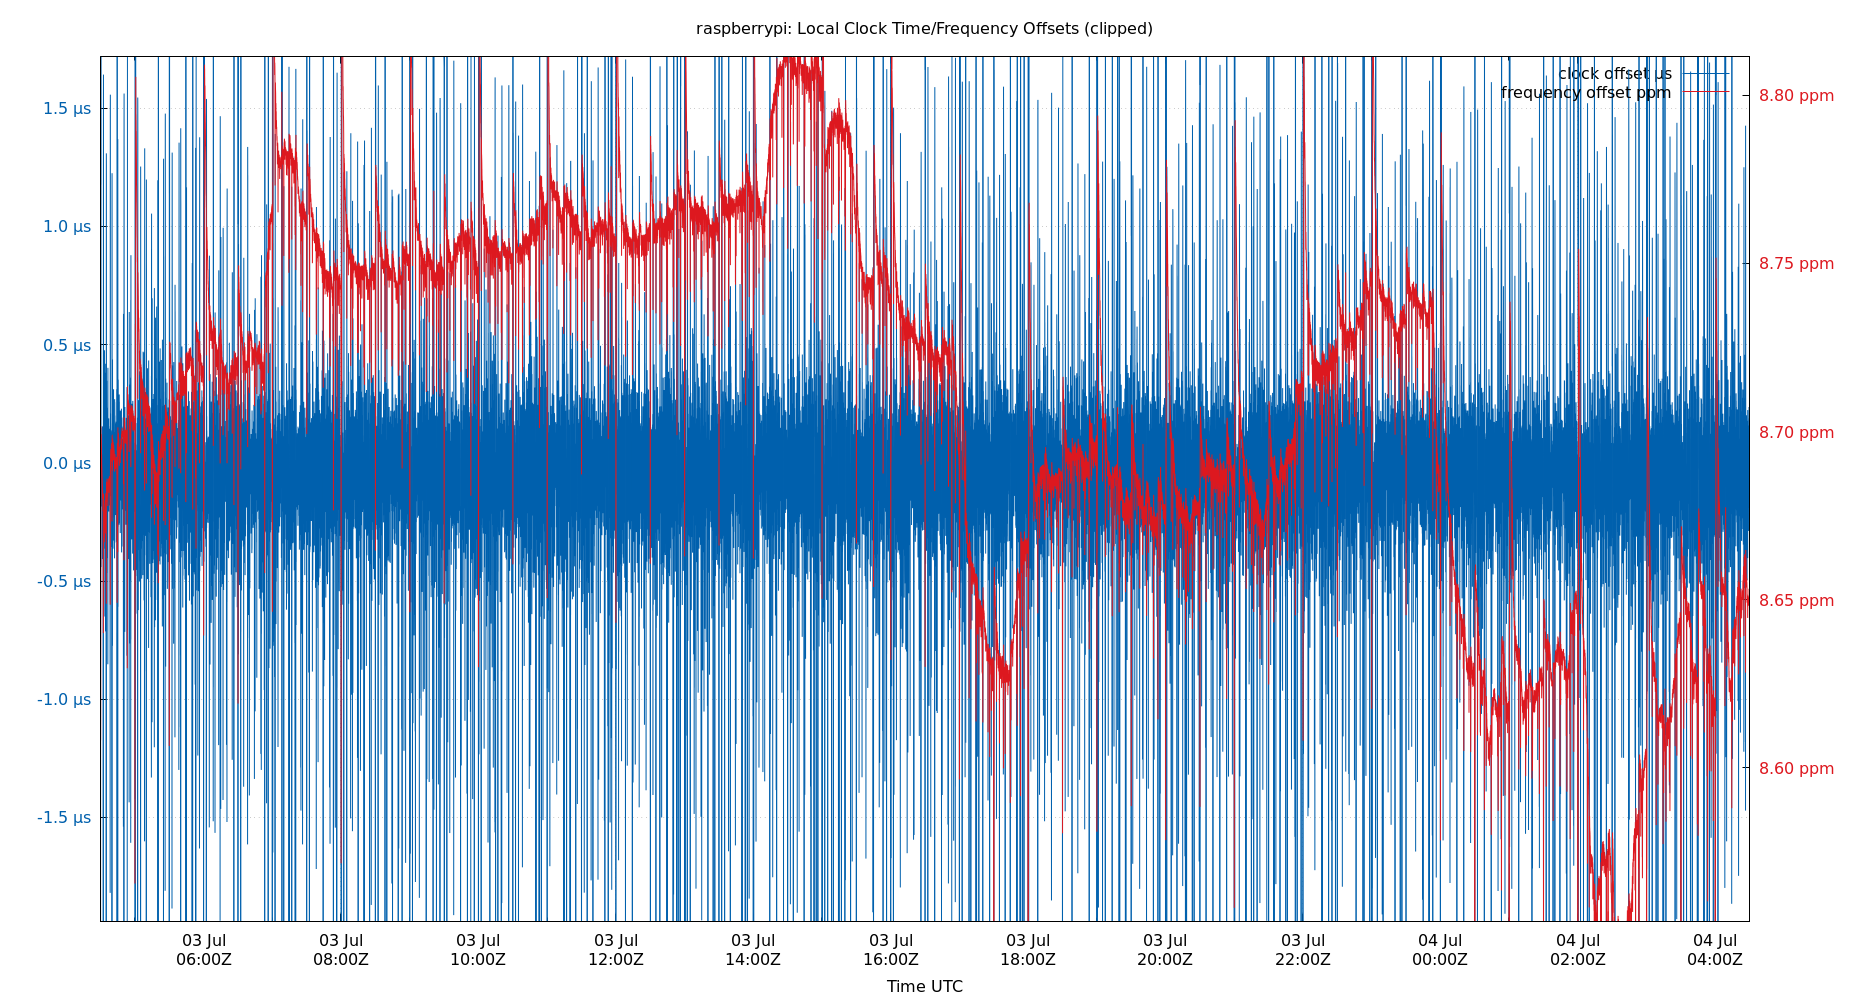 raspberrypi: Local Clock Time/Frequency Offsets (clipped)
clock offset µs
frequency offset ppm
1.5 µs
1.0 µs
0.5 µs
0.0 µs
-0.5 µs
-1.0 µs
-1.5 µs
8.80 ppm
8.75 ppm
8.70 ppm
8.65 ppm
8.60 ppm
03 Jul 03 Jul 03 Jul 03 Jul 03 Jul 03 Jul 03 Jul 03 Jul 03 Jul 04 Jul 04 Jul 04 Jul
06:00Z 08:00Z 10:00Z 12:00Z 14:00Z 16:00Z 18:00Z 20:00Z 22:00Z 00:00Z 02:00Z 04:00Z
Time UTC